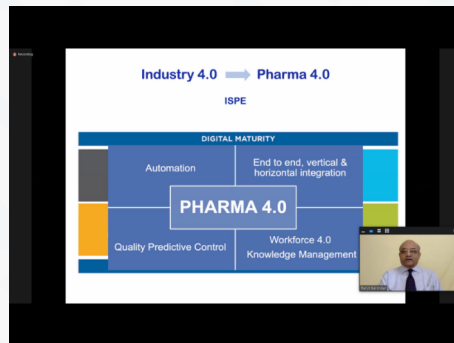 Recording
Industry 4.0 Pharma 4.0
ISPE
DIGITAL MATURITY
Automation
End to end, vertical &
horizontal integration
PHARMA 4.0
Quality Predictive Control
Workforce 4.0
Knowledge Management